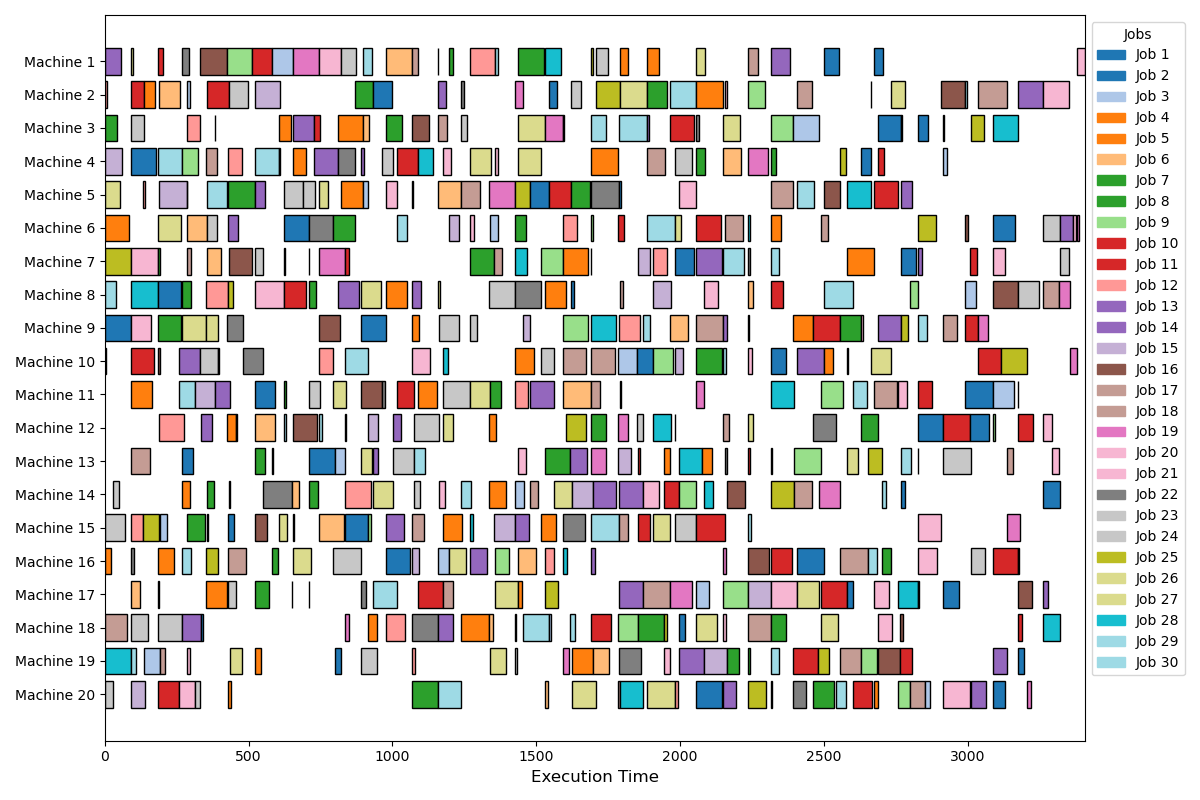 Machine 1
Machine 2
Machine 3
Machine 4
Machine 5
Machine 6
Machine 7
Machine 8
Machine 9
Machine 10
Machine 11
Machine 12
Machine 13
Machine 14
Machine 15
Machine 16
Machine 17
Machine 18
Machine 19
Machine 20
0 500 1000 1500 2000 2500 3000
Execution Time
Jobs
Job 1
Job 2
Job 3
Job 4
Job 5
Job 6
Job 7
Job 8
Job 9
Job 10
Job 11
Job 12
Job 13
Job 14
Job 15
Job 16
Job 17
Job 18
Job 19
Job 20
Job 21
Job 22
Job 23
Job 24
Job 25
Job 26
Job 27
Job 28
Job 29
Job 30